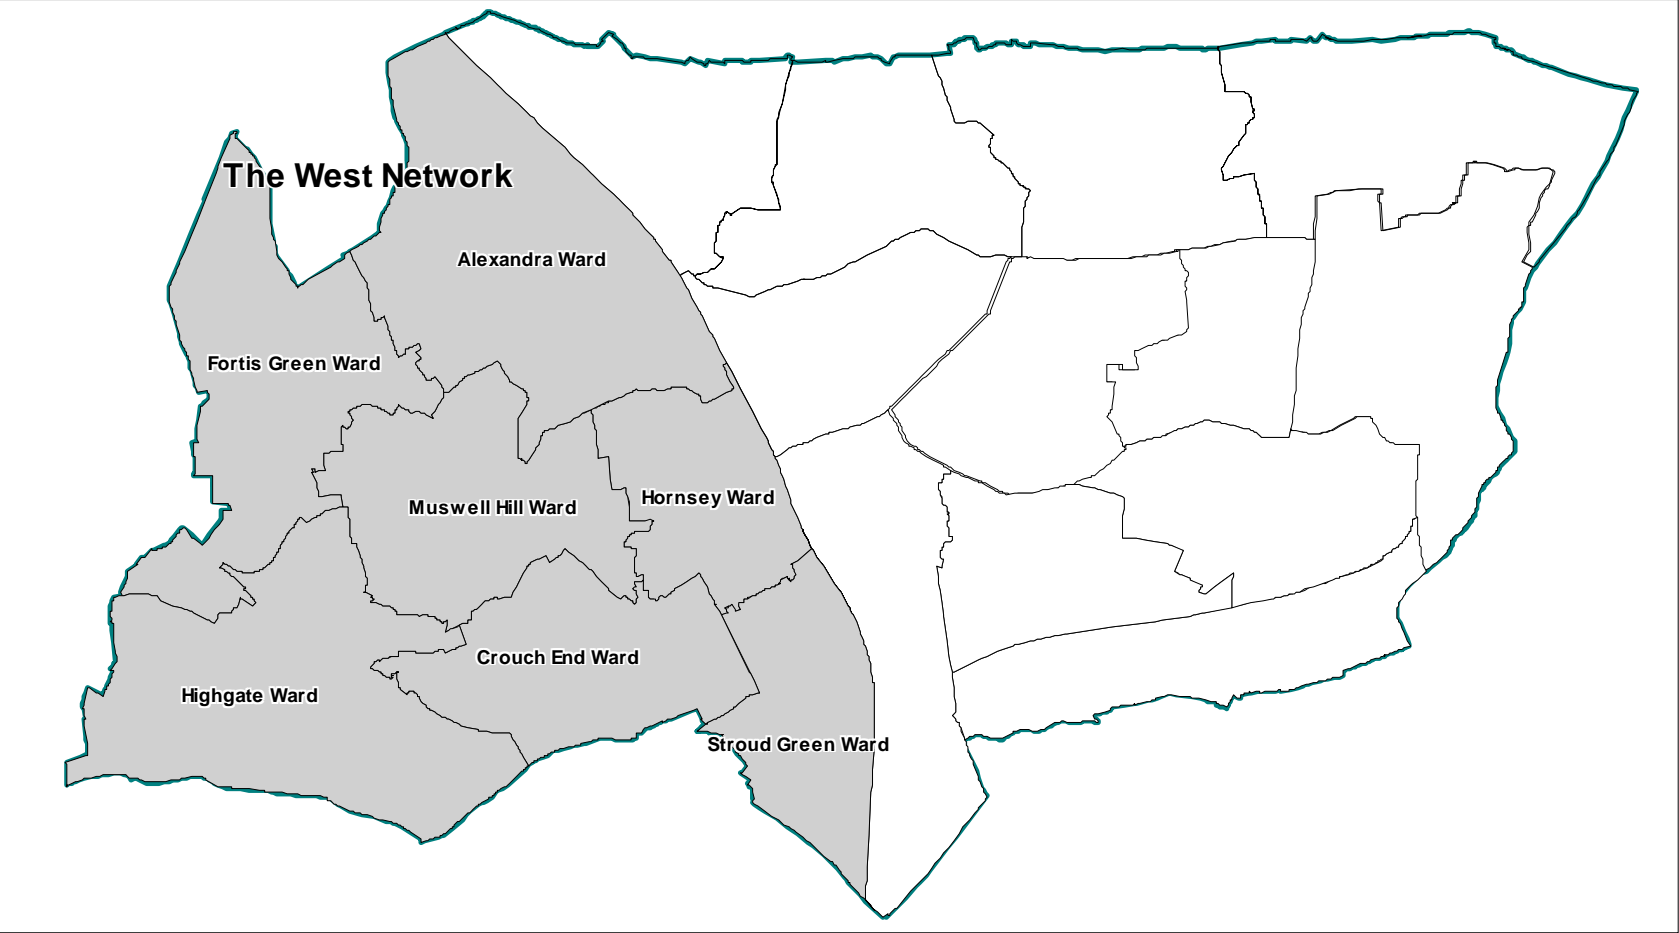 The West Network
Alexandra Ward
Fortis Green Ward
Hornsey Ward
Muswell Hill Ward
Crouch End Ward
Highgate Ward
Stroud Green Ward